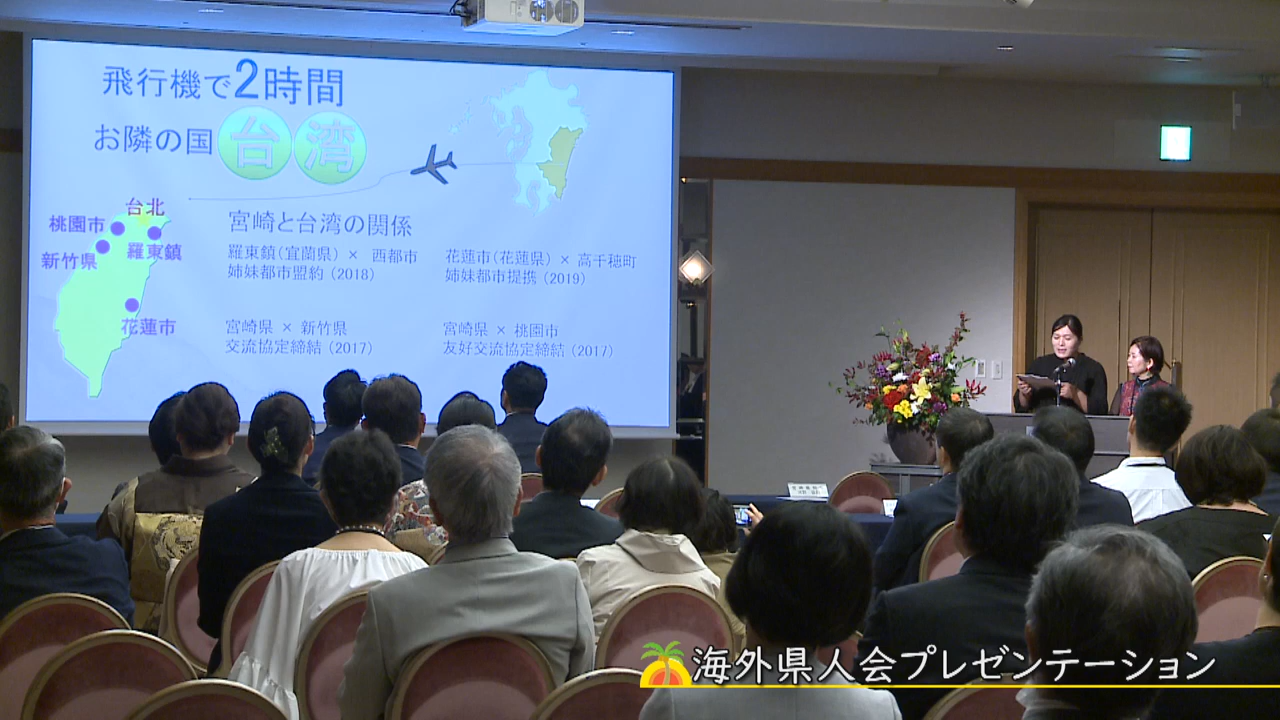 飛行機で2時間
お隣の国台湾
台北
桃園市
羅東鎮
新竹県
花蓮市
宮崎と台湾の関係
羅東鎮(宜蘭県) × 西都市
姉妹都市盟約 (2018)
花蓮市(花蓮県) × 高千穂町
姉妹都市提携 (2019)
宮崎県 × 新竹県
交流協定締結 (2017)
宮崎県 × 桃園市
友好交流協定締結 (2017)
海外県人会プレゼンテーション